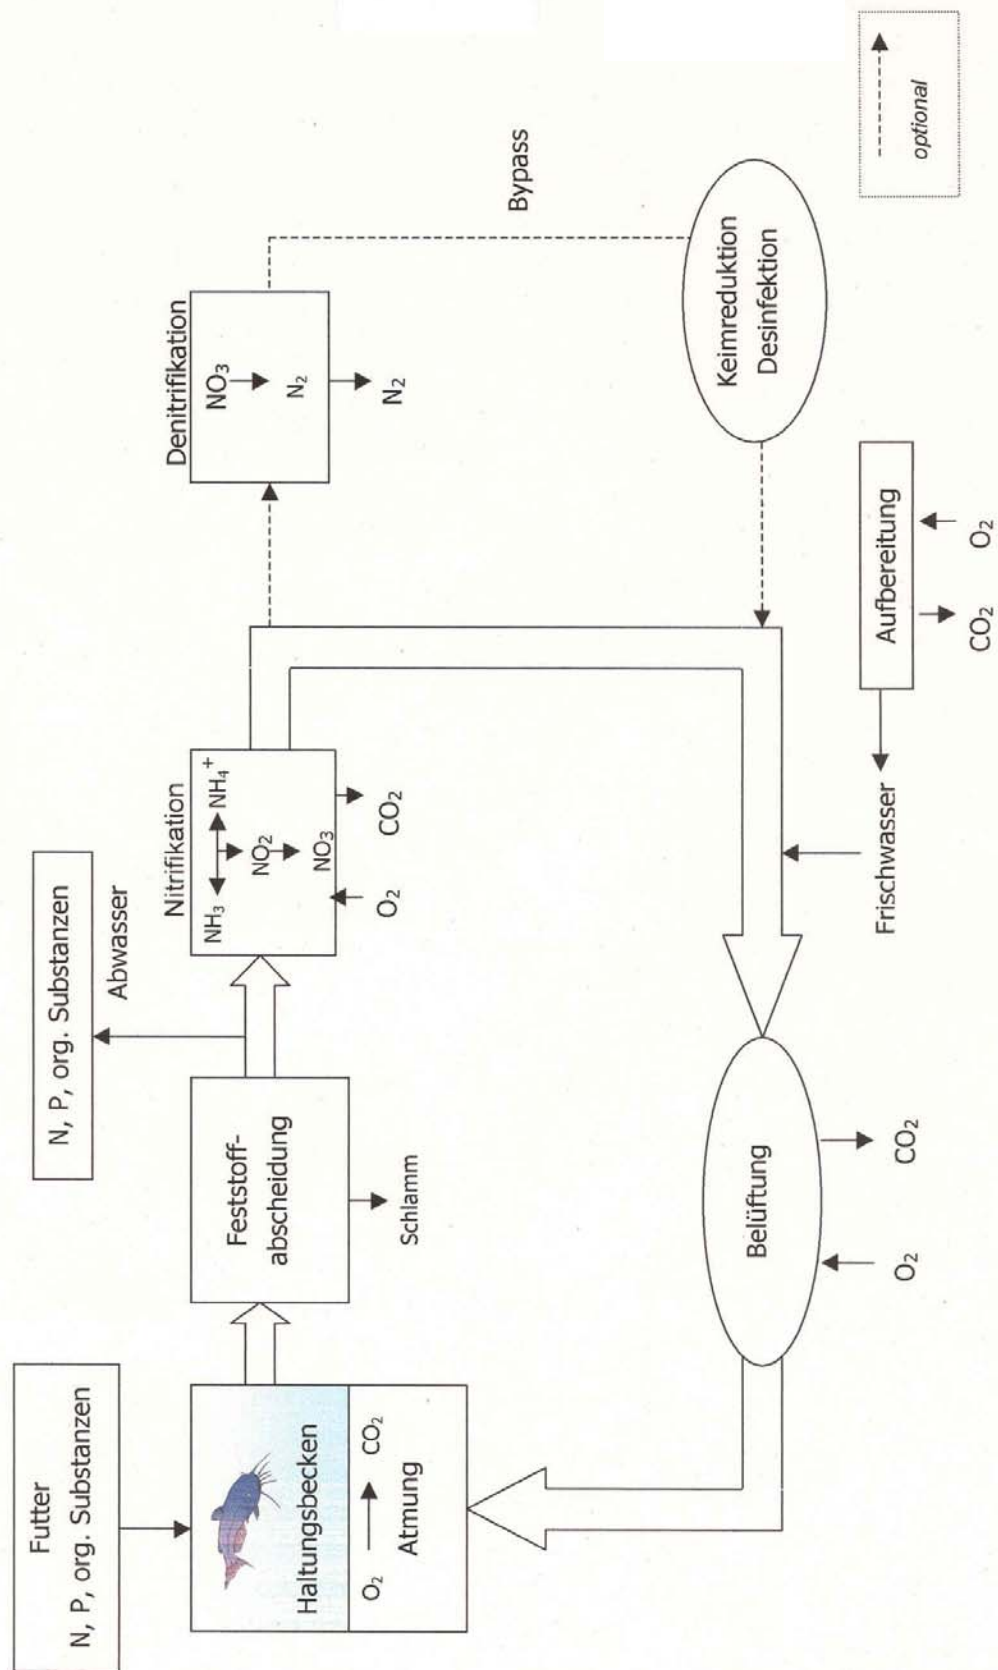 Futter
N, P, org. Substanzen
N, P, org. Substanzen
Abwasser
Haltungsbecken
O₂
CO₂
Atmung
Feststoff-
abscheidung
Schlamm
Nitrifikation
NH₃
NH₄⁺
NO₂
NO₃
O₂
CO₂
Denitrifikation
NO₃
N₂
N₂
Bypass
Keimreduktion
Desinfektion
Belüftung
O₂
CO₂
Frischwasser
Aufbereitung
CO₂
O₂
optional